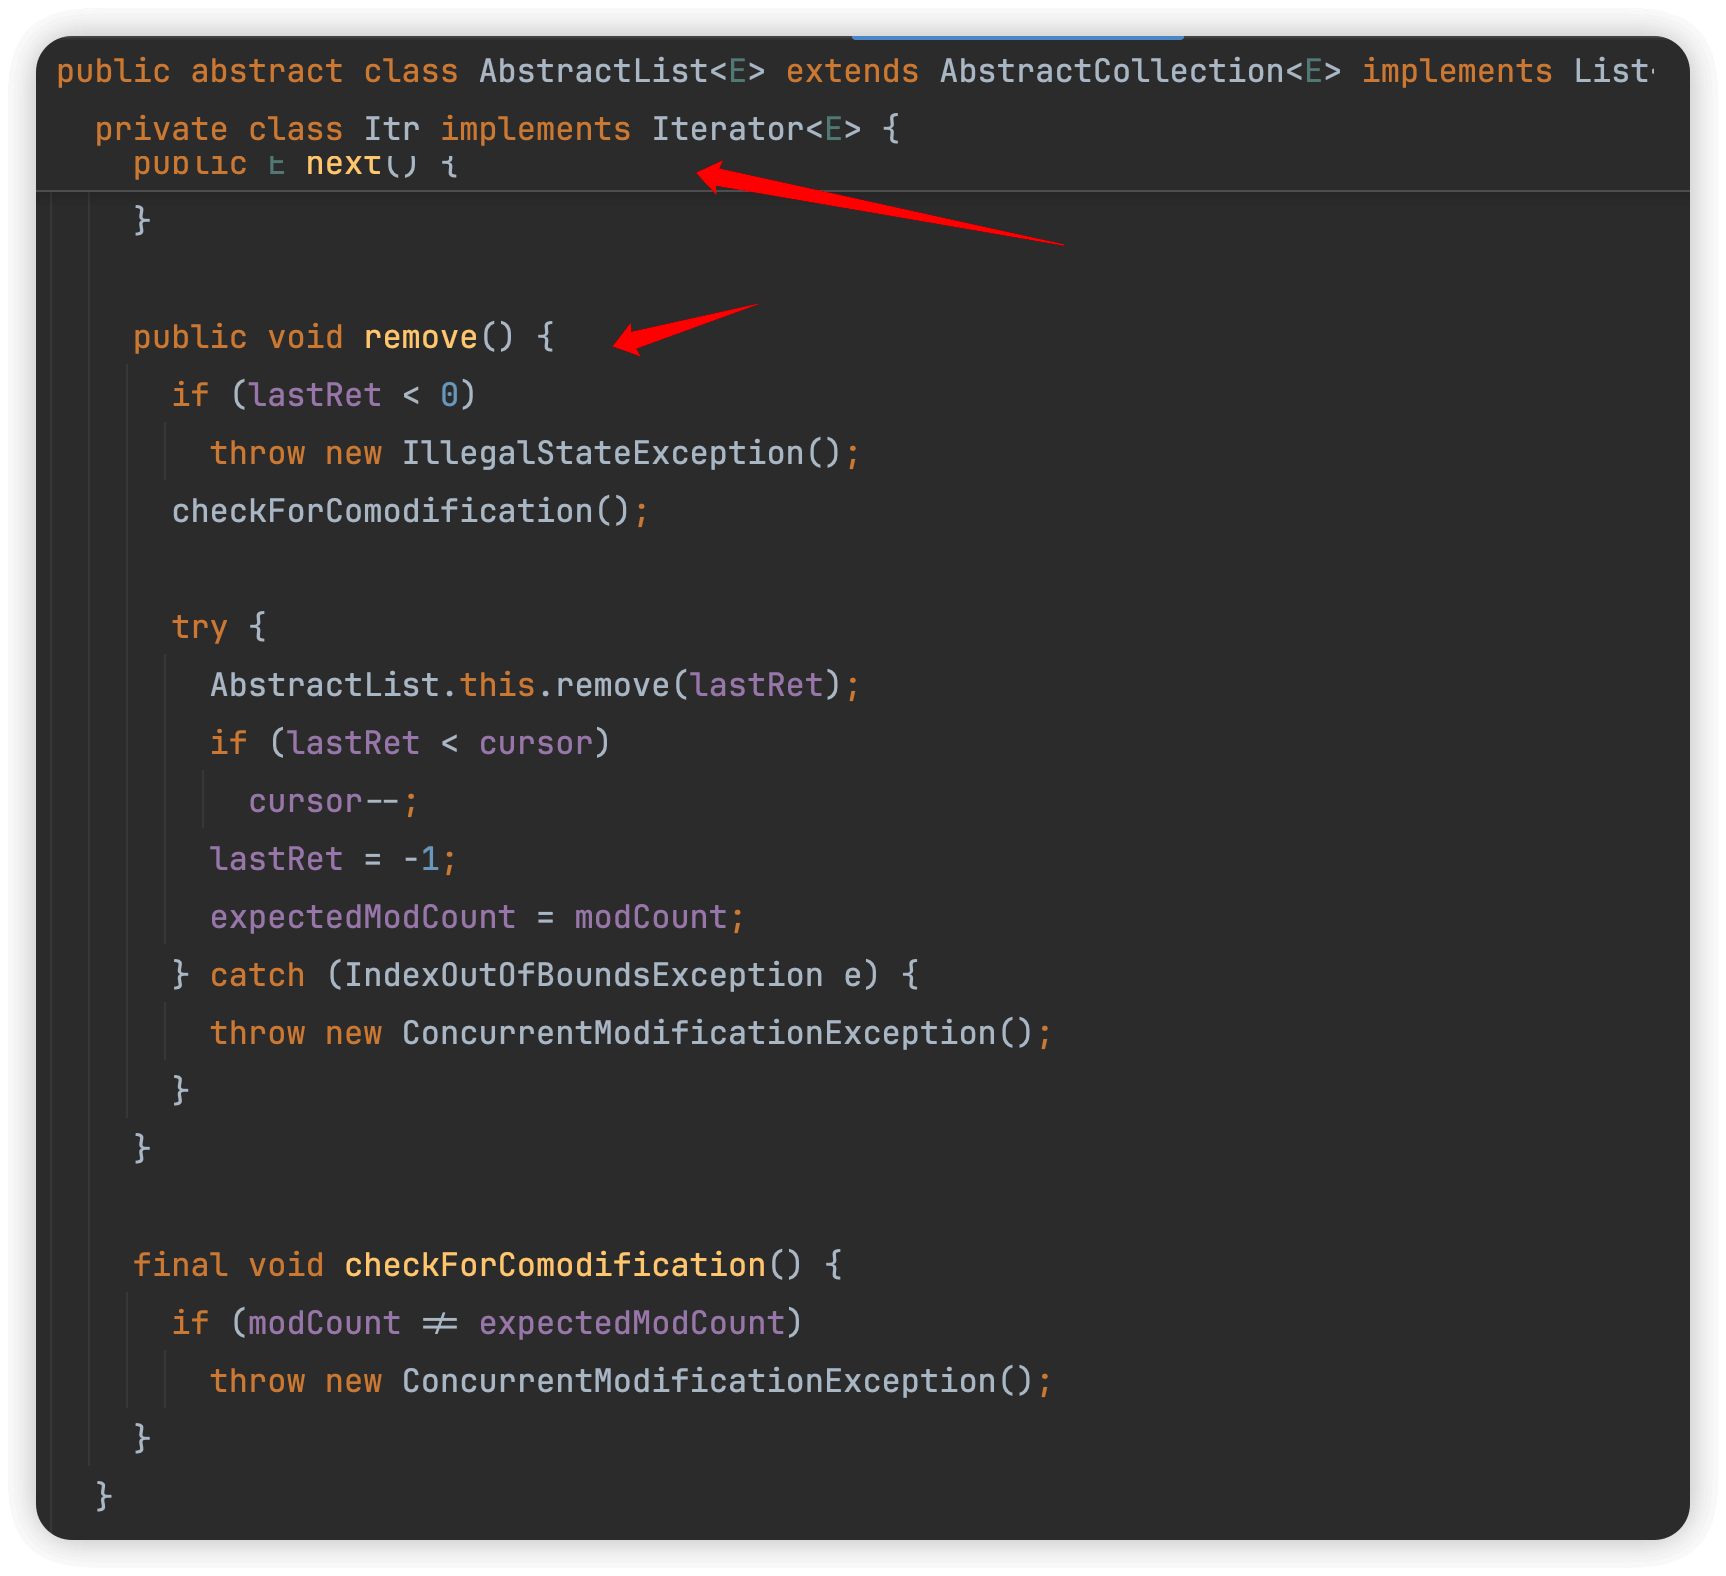 public abstract class AbstractList<E> extends AbstractCollection<E> implements List
private class Itr implements Iterator<E> {
public E next() {
}
public void remove() {
if (lastRet < 0)
throw new IllegalStateException();
checkForComodification();
try {
AbstractList.this.remove(lastRet);
if (lastRet < cursor)
cursor--;
lastRet = -1;
expectedModCount = modCount;
} catch (IndexOutOfBoundsException e) {
throw new ConcurrentModificationException();
}
}
final void checkForComodification() {
if (modCount != expectedModCount)
throw new ConcurrentModificationException();
}
}